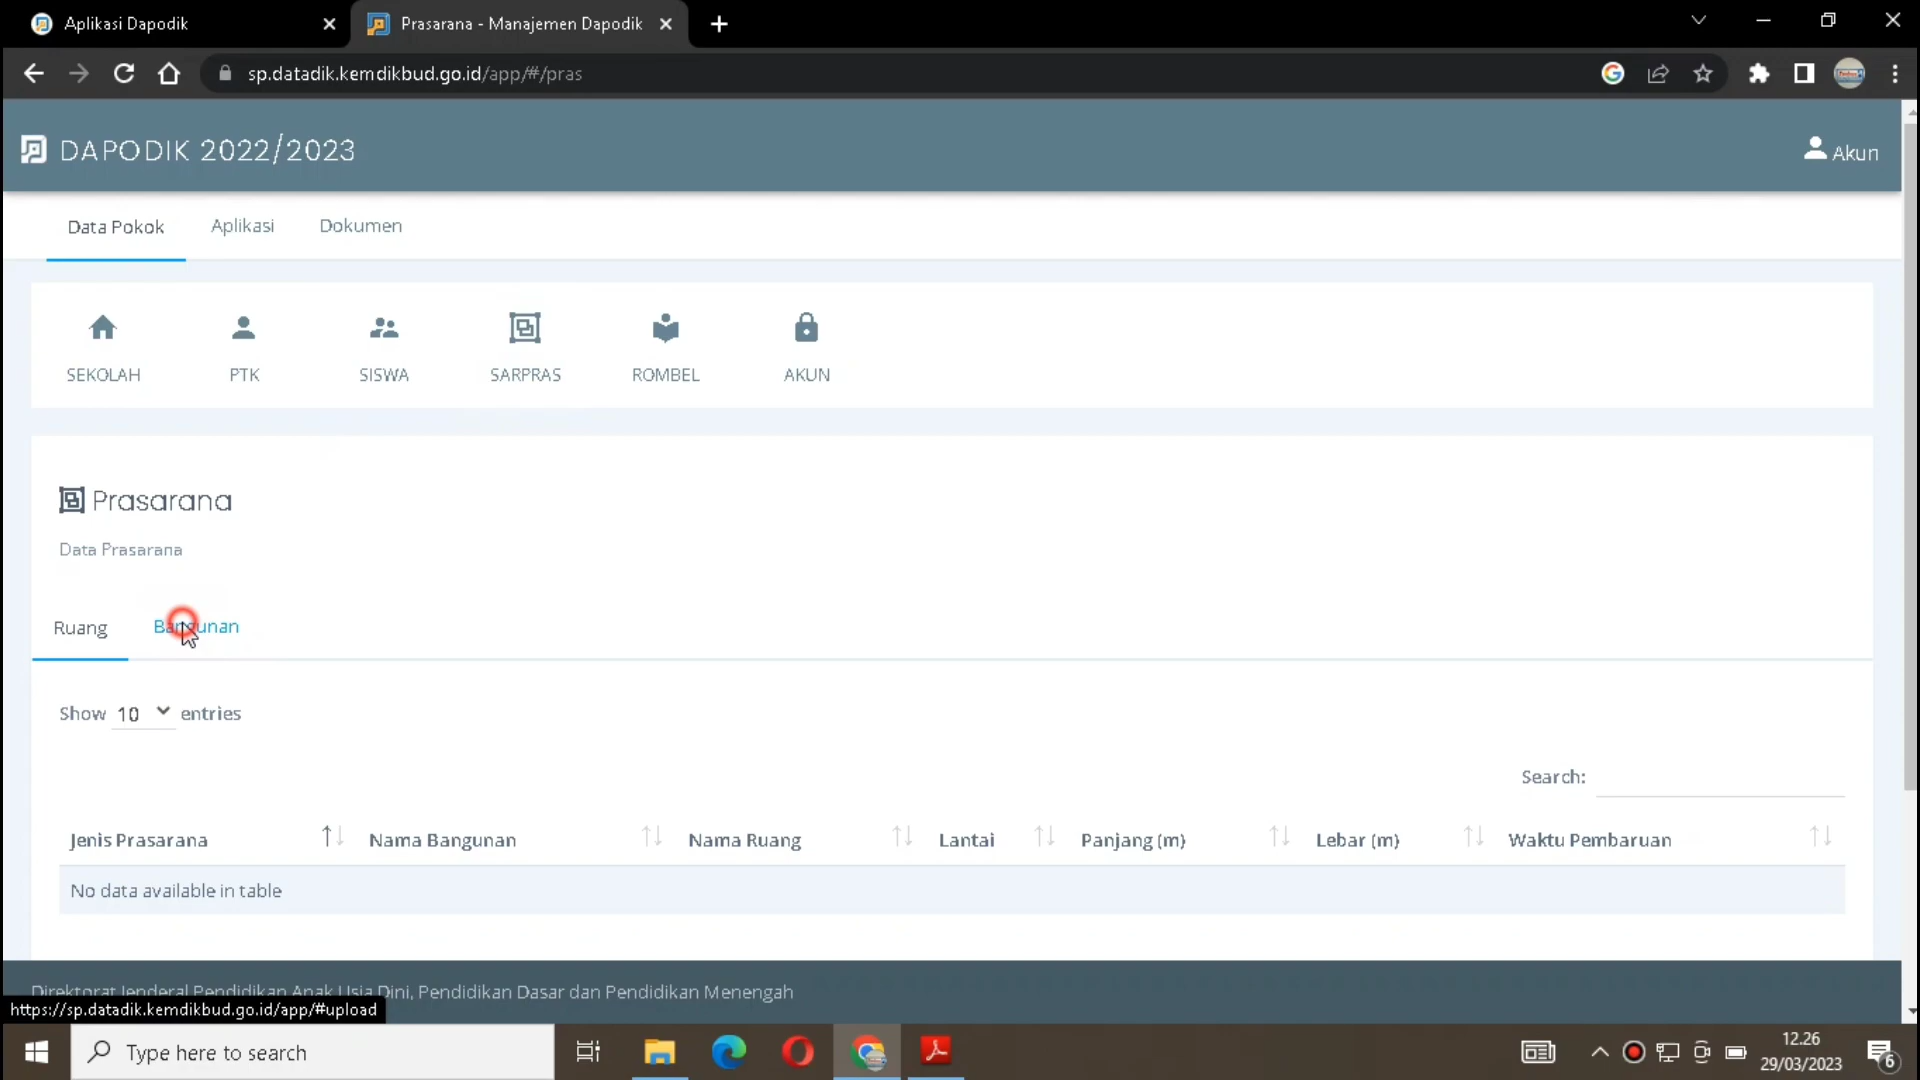 Aplikasi Dapodik
Prasarana - Manajemen Dapodik
sp.datadik.kemdikbud.go.id/app/#/pras
DAPODIK 2022/2023
Akun
Data Pokok Aplikasi Dokumen
SEKOLAH PTK SISWA SARPRAS ROMBEL AKUN
Prasarana
Data Prasarana
Ruang Bangunan
Show 10 entries
Search:
Jenis Prasarana Nama Bangunan Nama Ruang Lantai Panjang (m) Lebar (m) Waktu Pembaruan
No data available in table
Direktorat Jenderal Pendidikan Anak Usia Dini, Pendidikan Dasar dan Pendidikan Menengah
https://sp.datadik.kemdikbud.go.id/app/#upload
Type here to search
12.26
29/03/2023
6